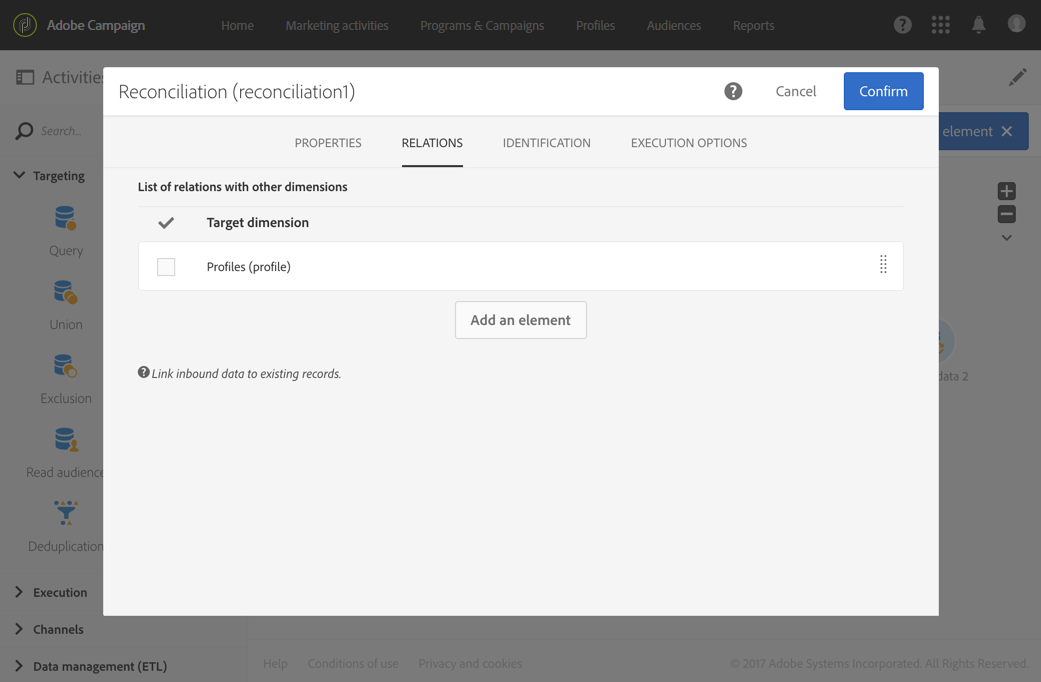 Adobe Campaign
Home
Marketing activities
Programs & Campaigns
Profiles
Audiences
Reports
Activities
Reconciliation (reconciliation1)
Cancel
Confirm
Search...
element
PROPERTIES
RELATIONS
IDENTIFICATION
EXECUTION OPTIONS
Targeting
List of relations with other dimensions
Target dimension
Query
Profiles (profile)
Add an element
Union
Link inbound data to existing records.
data 2
Exclusion
Read audience
Deduplication
Execution
Channels
Data management (ETL)
Help
Conditions of use
Privacy and cookies
© 2017 Adobe Systems Incorporated. All Rights Reserved.